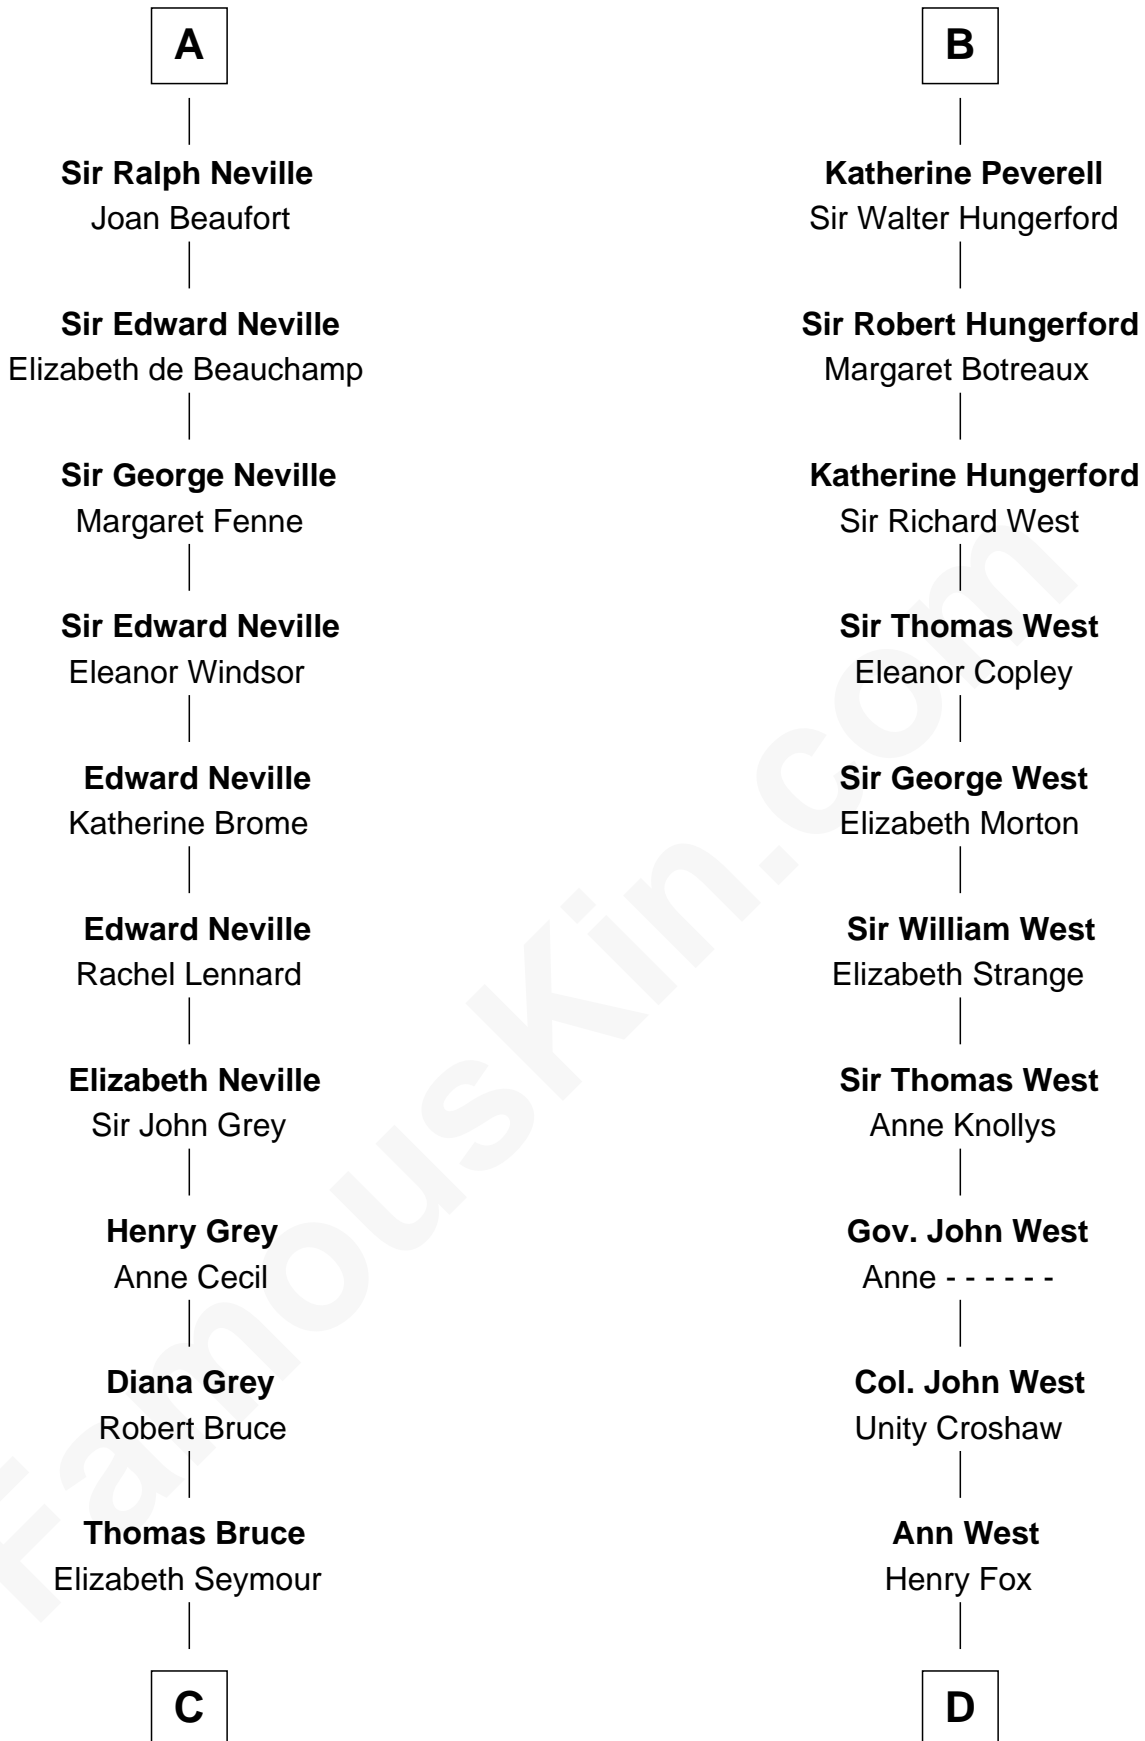 A
Sir Ralph Neville
Joan Beaufort
Sir Edward Neville
Elizabeth de Beauchamp
Sir George Neville
Margaret Fenne
Sir Edward Neville
Eleanor Windsor
Edward Neville
Katherine Brome
Edward Neville
Rachel Lennard
Elizabeth Neville
Sir John Grey
Henry Grey
Anne Cecil
Diana Grey
Robert Bruce
Thomas Bruce
Elizabeth Seymour
C
B
Katherine Peverell
Sir Walter Hungerford
Sir Robert Hungerford
Margaret Botreaux
Katherine Hungerford
Sir Richard West
Sir Thomas West
Eleanor Copley
Sir George West
Elizabeth Morton
Sir William West
Elizabeth Strange
Sir Thomas West
Anne Knollys
Gov. John West
Anne - - - - - -
Col. John West
Unity Croshaw
Ann West
Henry Fox
D
FamousKin.com